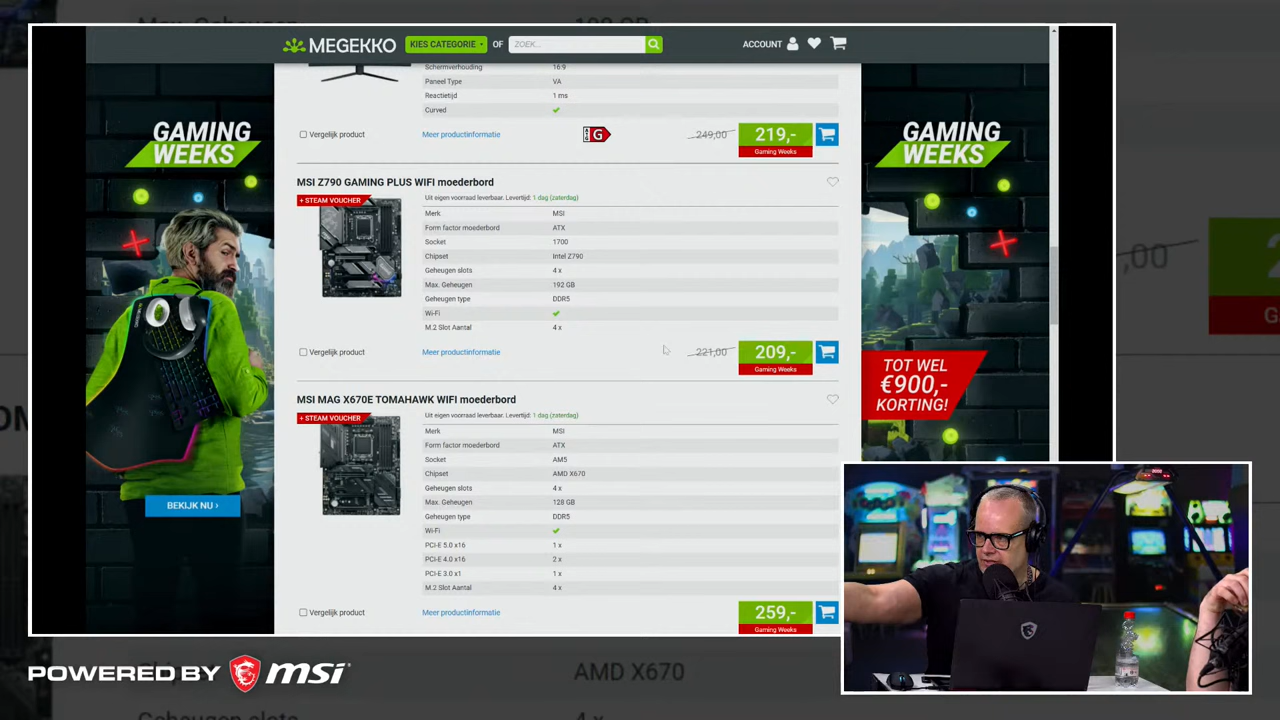 MEGEKKO
KIES CATEGORIE
OF
ZOEK...
ACCOUNT
GAMING
WEEKS
BEKIJK NU ›
Schermverhouding 16:9
Paneel Type VA
Reactietijd 1 ms
Curved
Vergelijk product
Meer productinformatie
G
249,00
219,-
Gaming Weeks
MSI Z790 GAMING PLUS WIFI moederbord
+ STEAM VOUCHER
Uit eigen voorraad leverbaar. Levertijd: 1 dag (zaterdag)
Merk MSI
Form factor moederbord ATX
Socket 1700
Chipset Intel Z790
Geheugen slots 4 x
Max. Geheugen 192 GB
Geheugen type DDR5
Wi-Fi
M.2 Slot Aantal 4 x
Vergelijk product
Meer productinformatie
221,00
209,-
Gaming Weeks
MSI MAG X670E TOMAHAWK WIFI moederbord
+ STEAM VOUCHER
Uit eigen voorraad leverbaar. Levertijd: 1 dag (zaterdag)
Merk MSI
Form factor moederbord ATX
Socket AM5
Chipset AMD X670
Geheugen slots 4 x
Max. Geheugen 128 GB
Geheugen type DDR5
Wi-Fi
PCI-E 5.0 x16 1 x
PCI-E 4.0 x16 2 x
PCI-E 3.0 x1 1 x
M.2 Slot Aantal 4 x
Vergelijk product
Meer productinformatie
259,-
Gaming Weeks
GAMING
WEEKS
TOT WEL
€900,-
KORTING!
POWERED BY msi
AMD X670